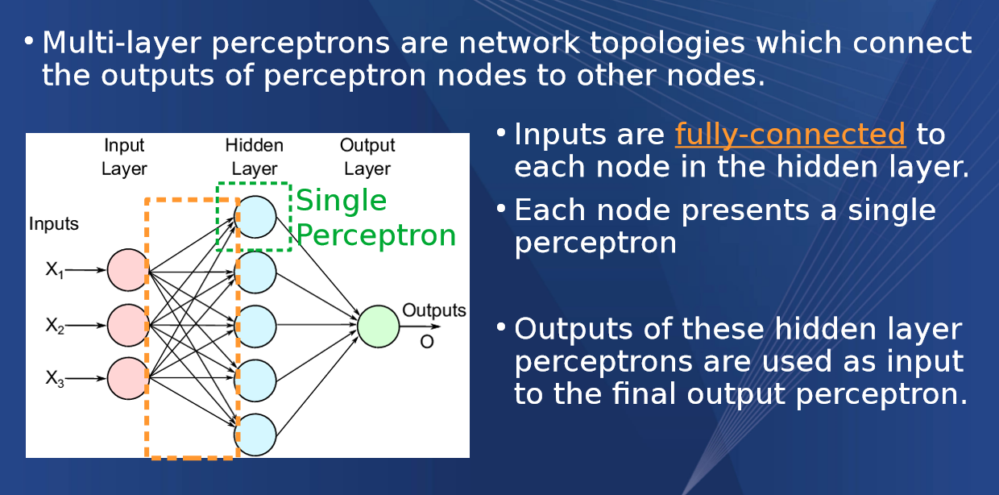 • Multi-layer perceptrons are network topologies which connect
the outputs of perceptron nodes to other nodes.
Input
Layer
Hidden
Layer
Output
Layer
Single
Perceptron
Inputs
X1
X2
X3
Outputs
O
• Inputs are fully-connected to
each node in the hidden layer.
• Each node presents a single
perceptron
• Outputs of these hidden layer
perceptrons are used as input
to the final output perceptron.